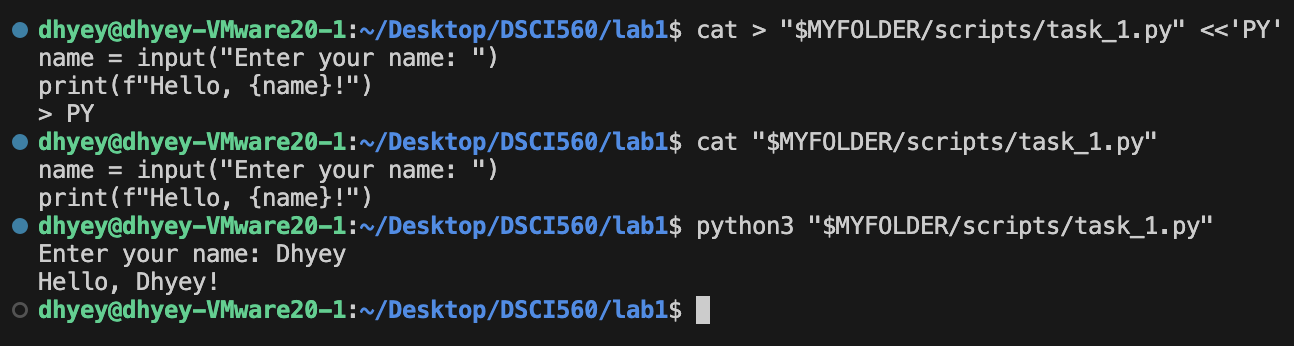 dhyey@dhyey-VMware20-1:~/Desktop/DSCI560/lab1$ cat > "$MYFOLDER/scripts/task_1.py" <<'PY'
name = input("Enter your name: ")
print(f"Hello, {name}!")
> PY
dhyey@dhyey-VMware20-1:~/Desktop/DSCI560/lab1$ cat "$MYFOLDER/scripts/task_1.py"
name = input("Enter your name: ")
print(f"Hello, {name}!")
dhyey@dhyey-VMware20-1:~/Desktop/DSCI560/lab1$ python3 "$MYFOLDER/scripts/task_1.py"
Enter your name: Dhyey
Hello, Dhyey!
dhyey@dhyey-VMware20-1:~/Desktop/DSCI560/lab1$